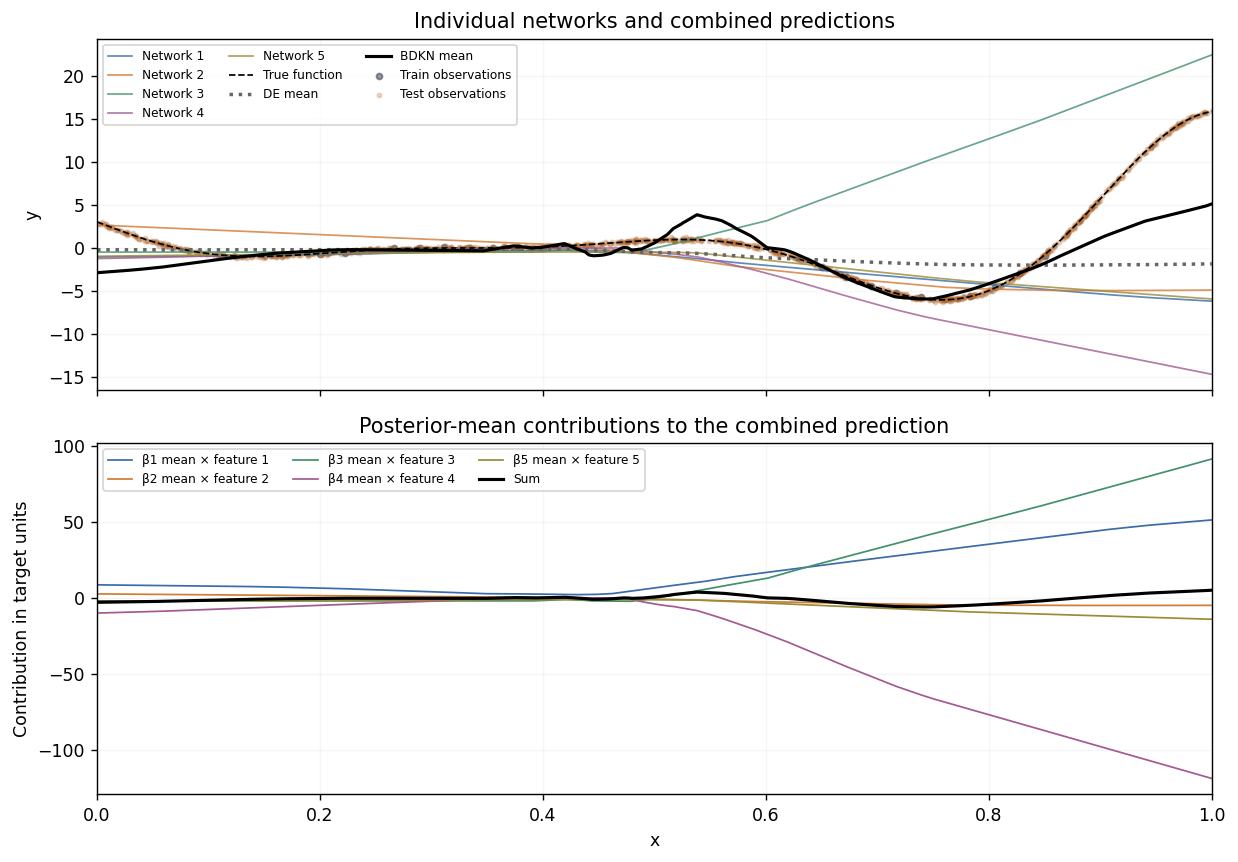 Individual networks and combined predictions
Network 1 Network 5 BDKN mean
Network 2 True function Train observations
Network 3 DE mean Test observations
Network 4
20
15
10
5
0
−5
−10
−15
y
Posterior-mean contributions to the combined prediction
β1 mean × feature 1 β3 mean × feature 3 β5 mean × feature 5
β2 mean × feature 2 β4 mean × feature 4 Sum
100
50
0
−50
−100
Contribution in target units
0.0 0.2 0.4 0.6 0.8 1.0
x